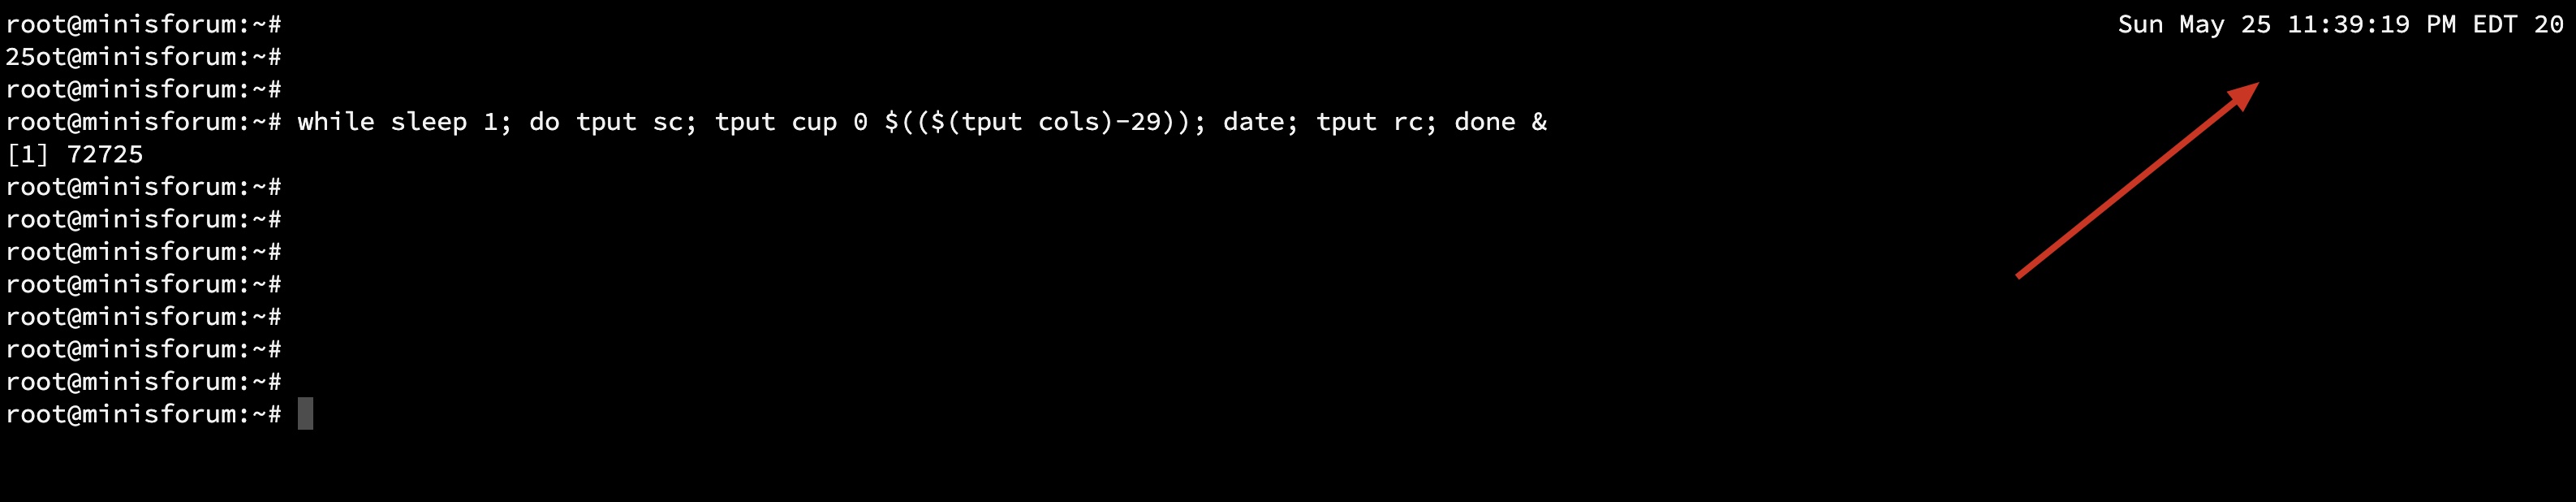 root@minisforum:~# Sun May 25 11:39:19 PM EDT 20
25ot@minisforum:~#
root@minisforum:~#
root@minisforum:~# while sleep 1; do tput sc; tput cup 0 $(($(tput cols)-29)); date; tput rc; done &
[1] 72725
root@minisforum:~#
root@minisforum:~#
root@minisforum:~#
root@minisforum:~#
root@minisforum:~#
root@minisforum:~#
root@minisforum:~#
root@minisforum:~#